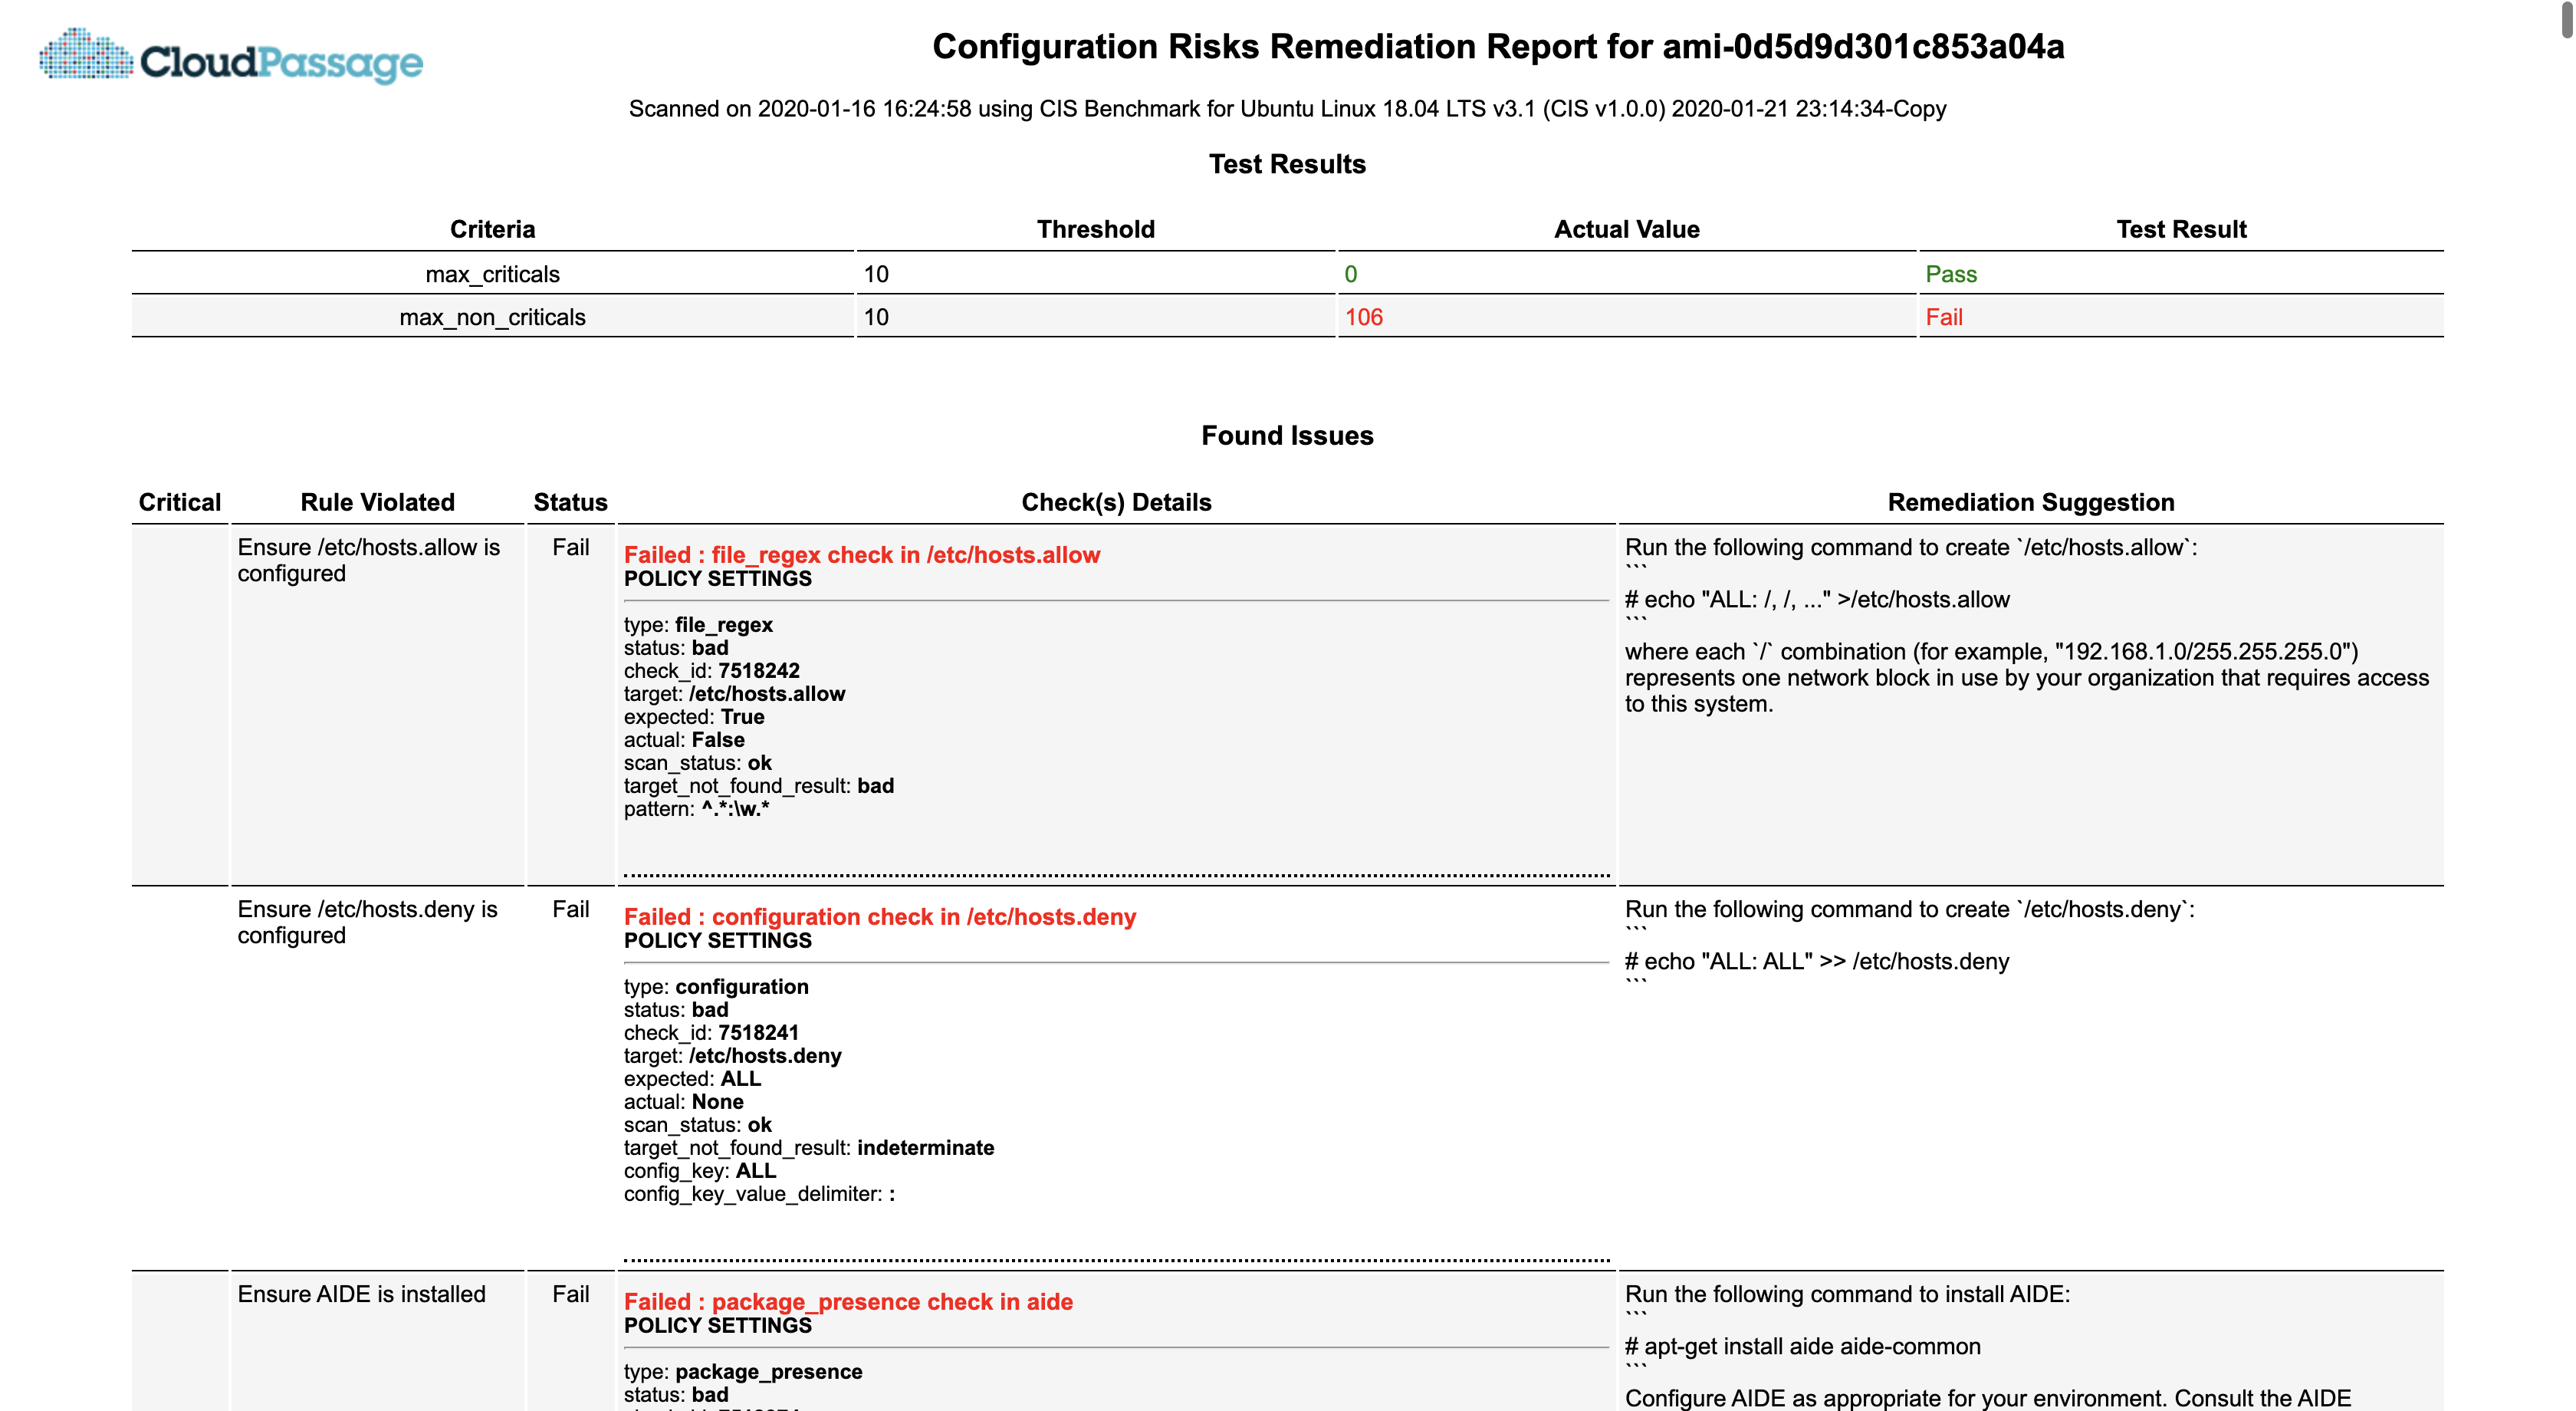 CloudPassage
Configuration Risks Remediation Report for ami-0d5d9d301c853a04a
Scanned on 2020-01-16 16:24:58 using CIS Benchmark for Ubuntu Linux 18.04 LTS v3.1 (CIS v1.0.0) 2020-01-21 23:14:34-Copy
Test Results
Criteria Threshold Actual Value Test Result
max_criticals 10 0 Pass
max_non_criticals 10 106 Fail
Found Issues
Critical Rule Violated Status Check(s) Details Remediation Suggestion
Ensure /etc/hosts.allow is
configured
Fail
Failed : file_regex check in /etc/hosts.allow
POLICY SETTINGS
type: file_regex
status: bad
check_id: 7518242
target: /etc/hosts.allow
expected: True
actual: False
scan_status: ok
target_not_found_result: bad
pattern: ^.*:\w.*
Run the following command to create `/etc/hosts.allow`:
```
# echo "ALL: /, /, ..." >/etc/hosts.allow
```
where each `/` combination (for example, "192.168.1.0/255.255.255.0")
represents one network block in use by your organization that requires access
to this system.
Ensure /etc/hosts.deny is
configured
Fail
Failed : configuration check in /etc/hosts.deny
POLICY SETTINGS
type: configuration
status: bad
check_id: 7518241
target: /etc/hosts.deny
expected: ALL
actual: None
scan_status: ok
target_not_found_result: indeterminate
config_key: ALL
config_key_value_delimiter: :
Run the following command to create `/etc/hosts.deny`:
```
# echo "ALL: ALL" >> /etc/hosts.deny
```
Ensure AIDE is installed
Fail
Failed : package_presence check in aide
POLICY SETTINGS
type: package_presence
status: bad
Run the following command to install AIDE:
```
# apt-get install aide aide-common
```
Configure AIDE as appropriate for your environment. Consult the AIDE